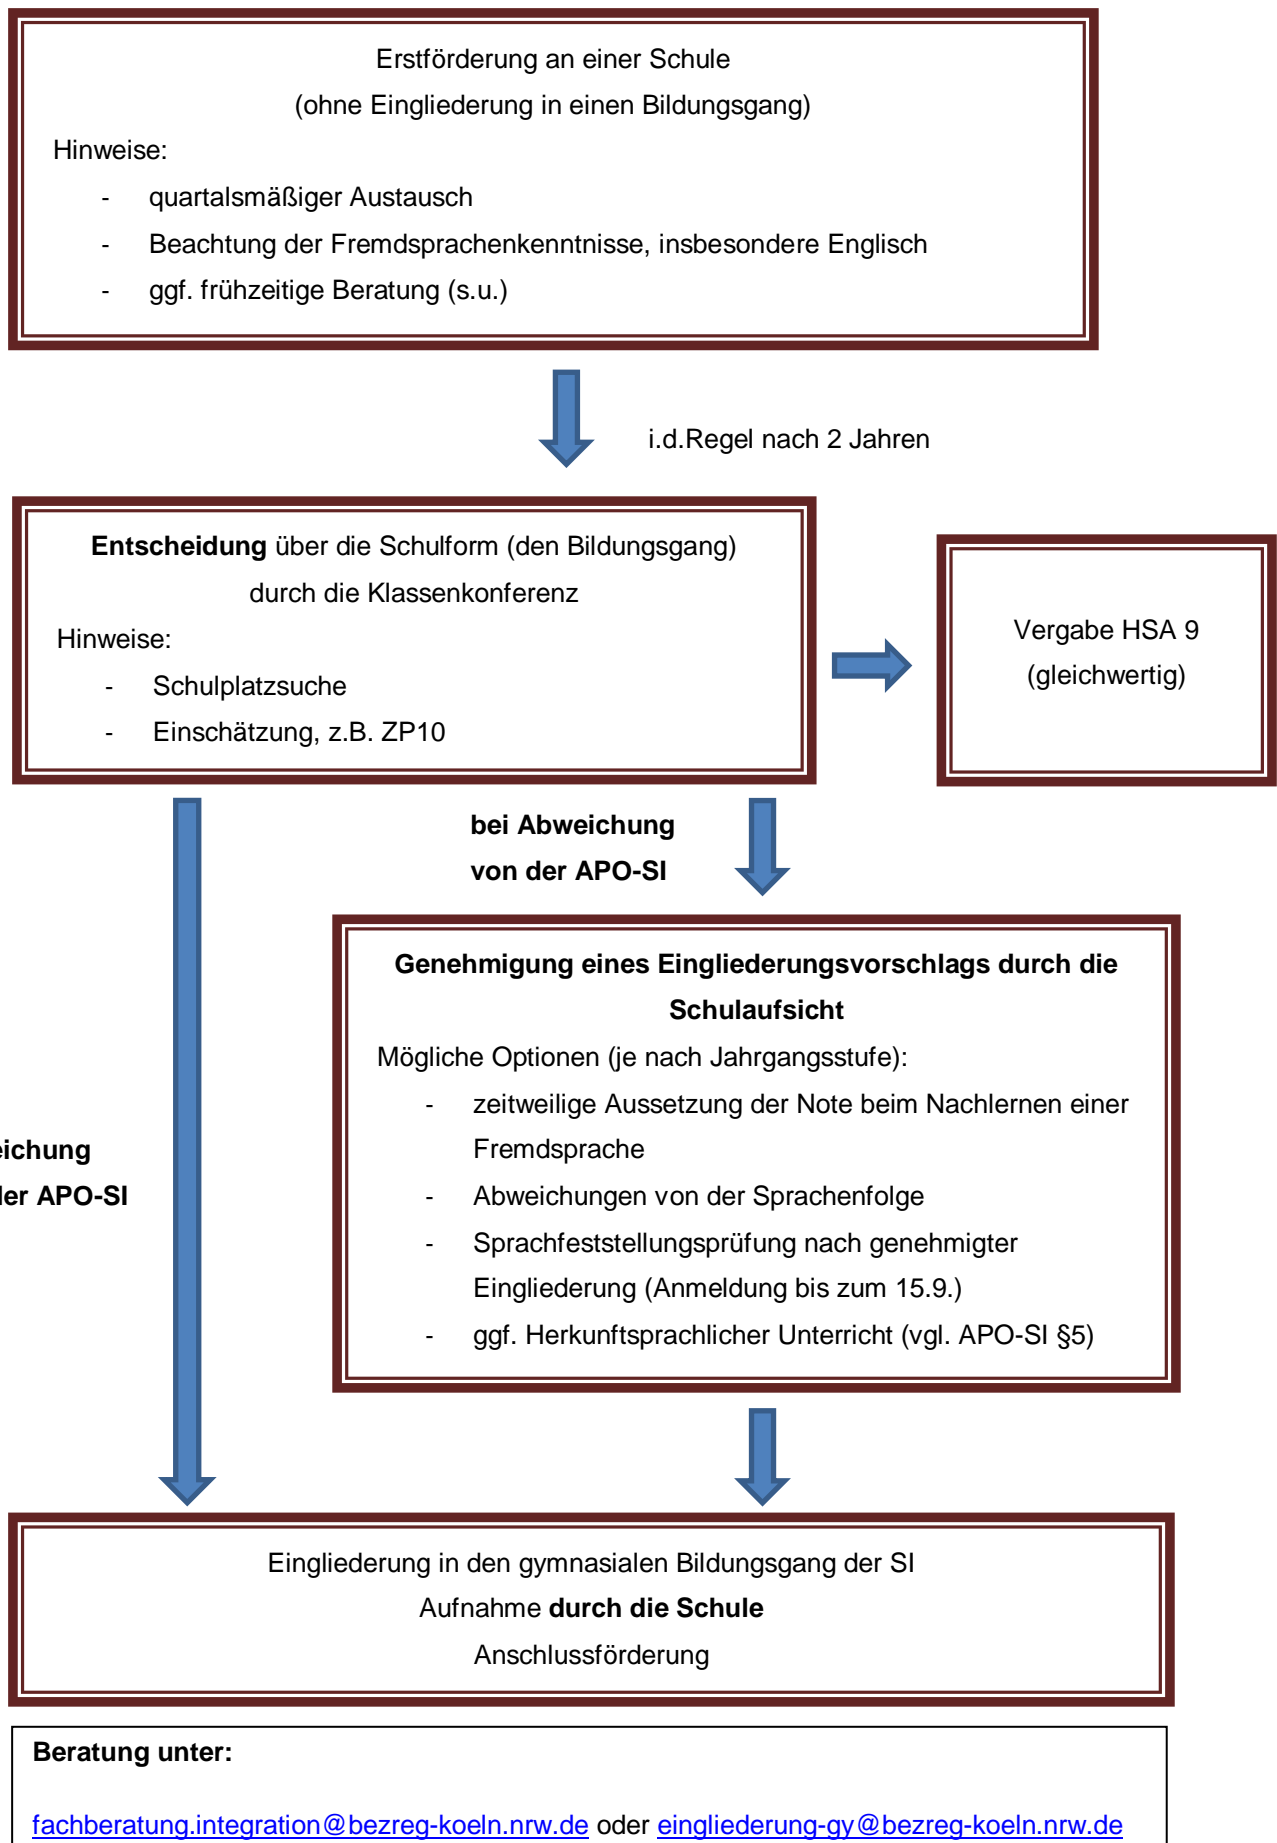 Erstförderung an einer Schule
(ohne Eingliederung in einen Bildungsgang)
Hinweise:
- quartalsmäßiger Austausch
- Beachtung der Fremdsprachenkenntnisse, insbesondere Englisch
- ggf. frühzeitige Beratung (s.u.)
i.d.Regel nach 2 Jahren
Entscheidung über die Schulform (den Bildungsgang)
durch die Klassenkonferenz
Hinweise:
- Schulplatzsuche
- Einschätzung, z.B. ZP10
Vergabe HSA 9
(gleichwertig)
bei Abweichung
von der APO-SI
Genehmigung eines Eingliederungsvorschlags durch die
Schulaufsicht
Mögliche Optionen (je nach Jahrgangsstufe):
- zeitweilige Aussetzung der Note beim Nachlernen einer
Fremdsprache
- Abweichungen von der Sprachenfolge
- Sprachfeststellungsprüfung nach genehmigter
Eingliederung (Anmeldung bis zum 15.9.)
- ggf. Herkunftsprachlicher Unterricht (vgl. APO-SI §5)
eichung
der APO-SI
Eingliederung in den gymnasialen Bildungsgang der SI
Aufnahme durch die Schule
Anschlussförderung
Beratung unter:
fachberatung.integration@bezreg-koeln.nrw.de oder eingliederung-gy@bezreg-koeln.nrw.de